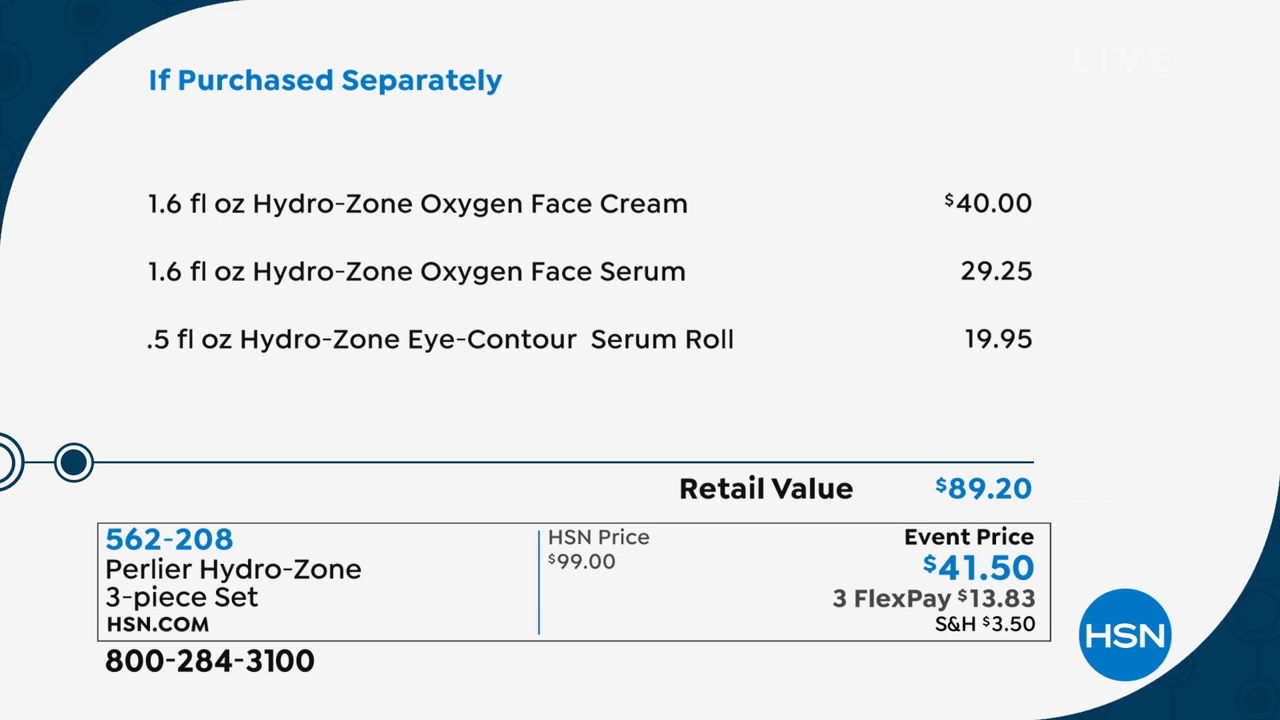 LIVE
If Purchased Separately
1.6 fl oz Hydro-Zone Oxygen Face Cream $40.00
1.6 fl oz Hydro-Zone Oxygen Face Serum 29.25
.5 fl oz Hydro-Zone Eye-Contour  Serum Roll 19.95
Retail Value $89.20
562-208
Perlier Hydro-Zone
3-piece Set
HSN.COM
HSN Price
$99.00
Event Price
$41.50
3 FlexPay $13.83
S&H $3.50
800-284-3100
HSN